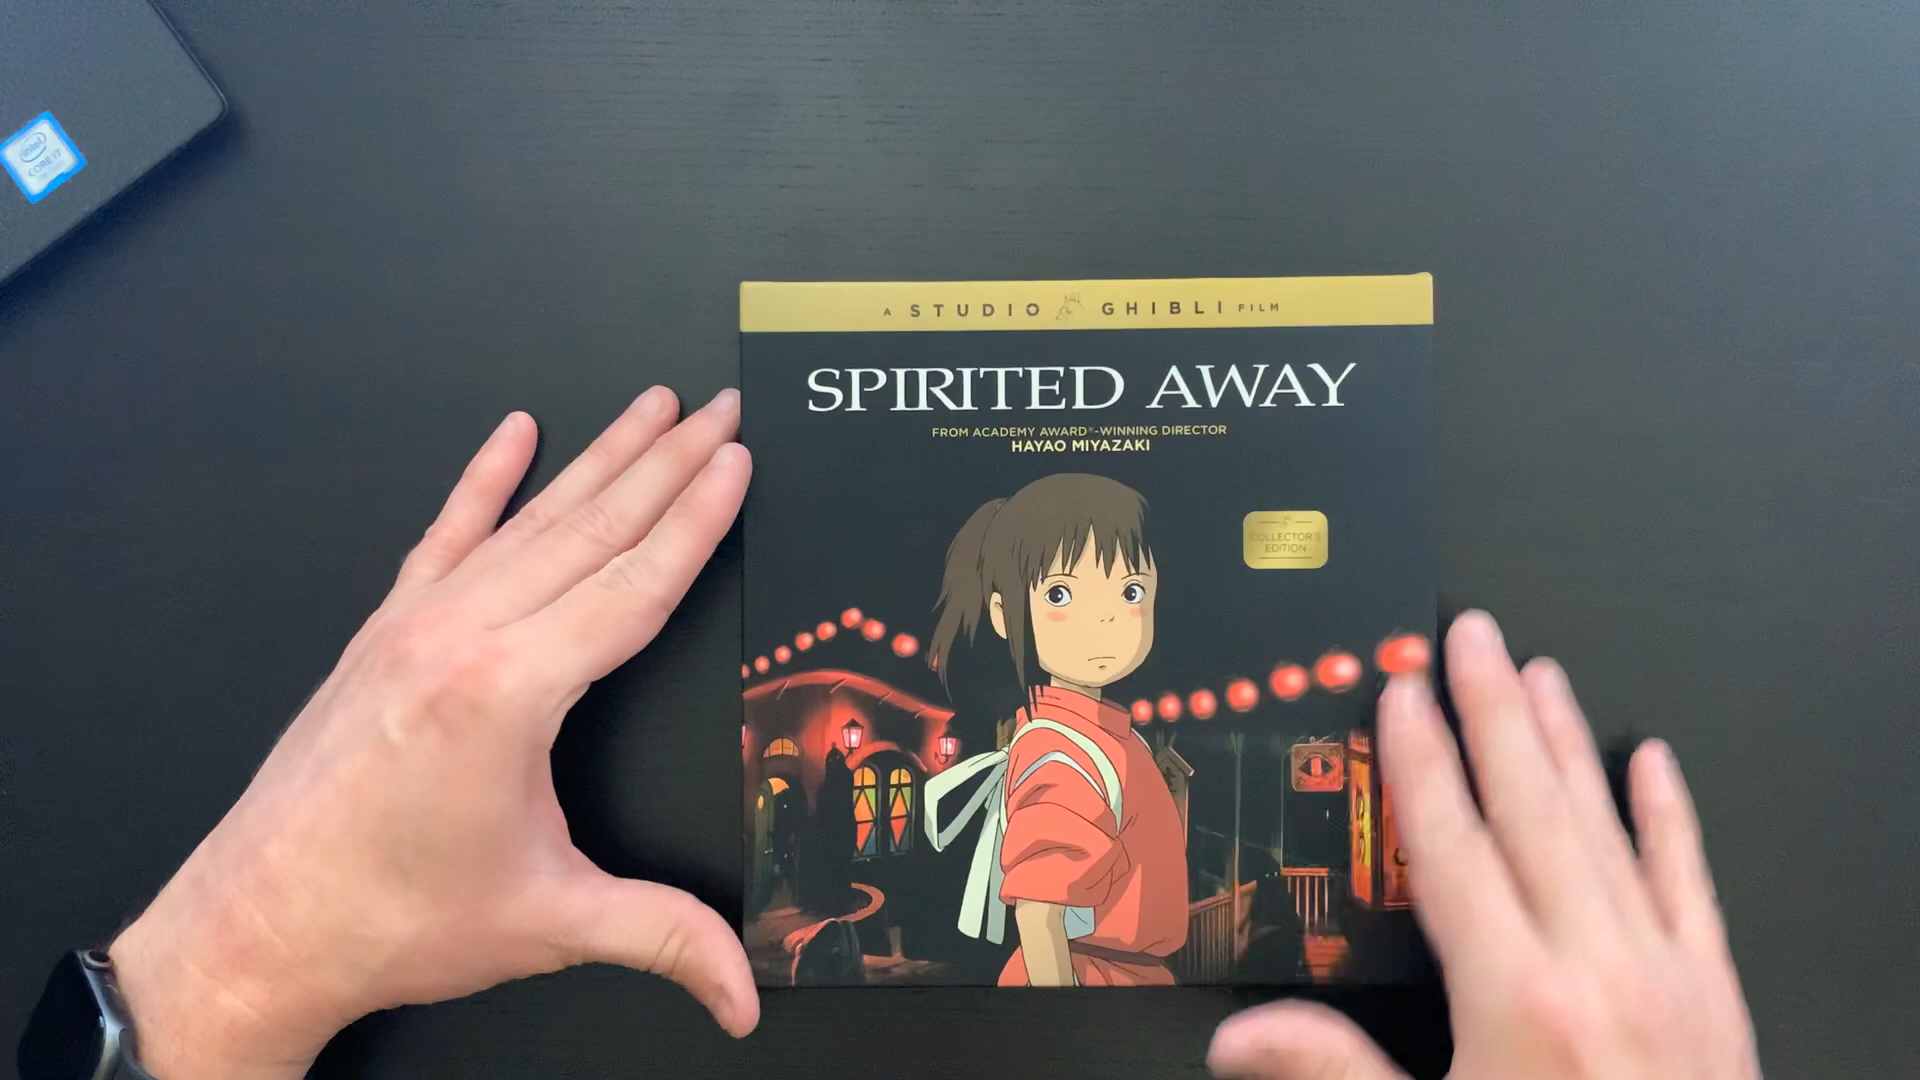 intel
CORE i7
A STUDIO GHIBLI FILM
SPIRITED AWAY
FROM ACADEMY AWARD®-WINNING DIRECTOR
HAYAO MIYAZAKI
COLLECTOR'S
EDITION